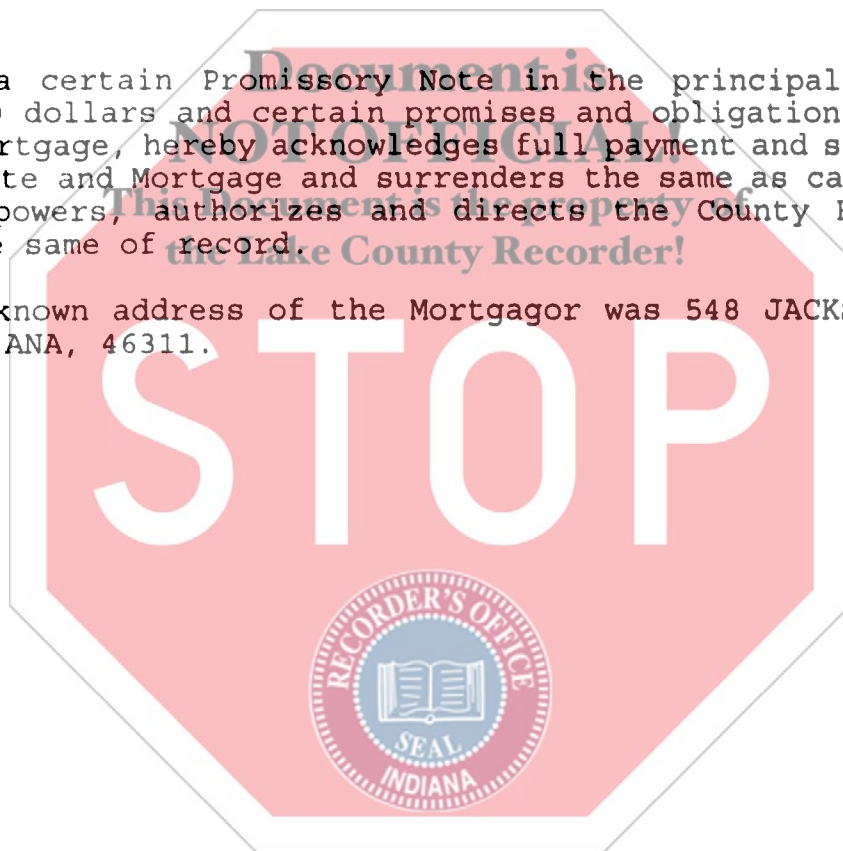 Document is
a certain Promissory Note in the principal
dollars and certain promises and obligation
NOT OFFICIAL!
rtgage, hereby acknowledges full payment and s
te and Mortgage and surrenders the same as ca
This Document is the property of
powers, authorizes and directs the County
same of record.
the Lake County Recorder!
known address of the Mortgagor was 548 JACK
ANA, 46311.
STOP
RECORDER'S OFFICE
SEAL
INDIANA